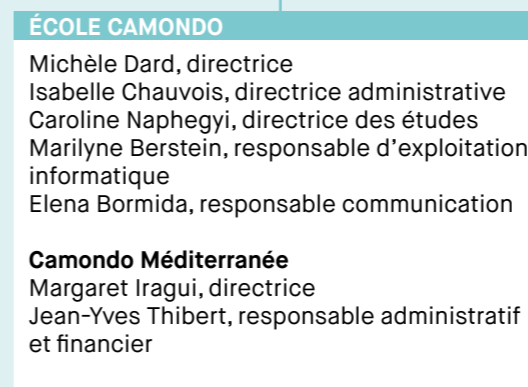 ÉCOLE CAMONDO
Michèle Dard, directrice
Isabelle Chauvois, directrice administrative
Caroline Naphegyi, directrice des études
Marilyne Berstein, responsable d’exploitation
informatique
Elena Bormida, responsable communication
Camondo Méditerranée
Margaret Iragui, directrice
Jean-Yves Thibert, responsable administratif
et financier